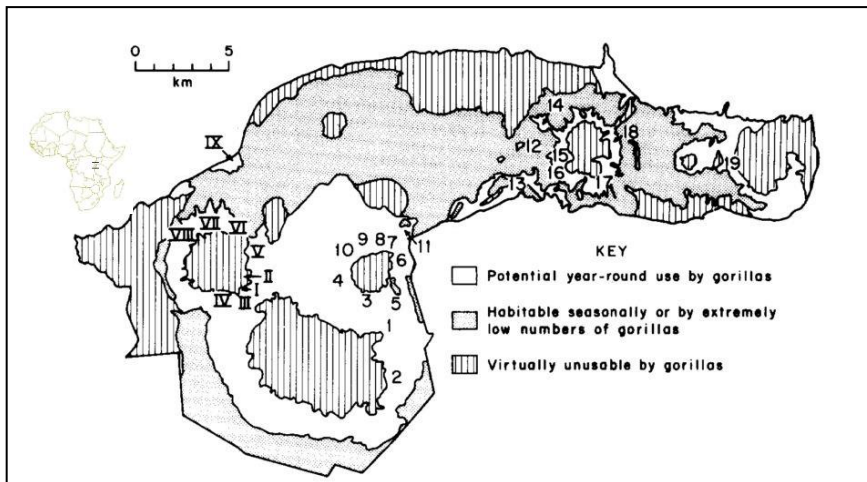 0 5
km
14
IX
12
18
15
19
13
16
17
VII
VIII
VI
V
9
8
7
10
11
6
II
4
I
IV
III
3
5
1
2
KEY
Potential year-round use by gorillas
Habitable seasonally or by extremely
low numbers of gorillas
Virtually unusable by gorillas